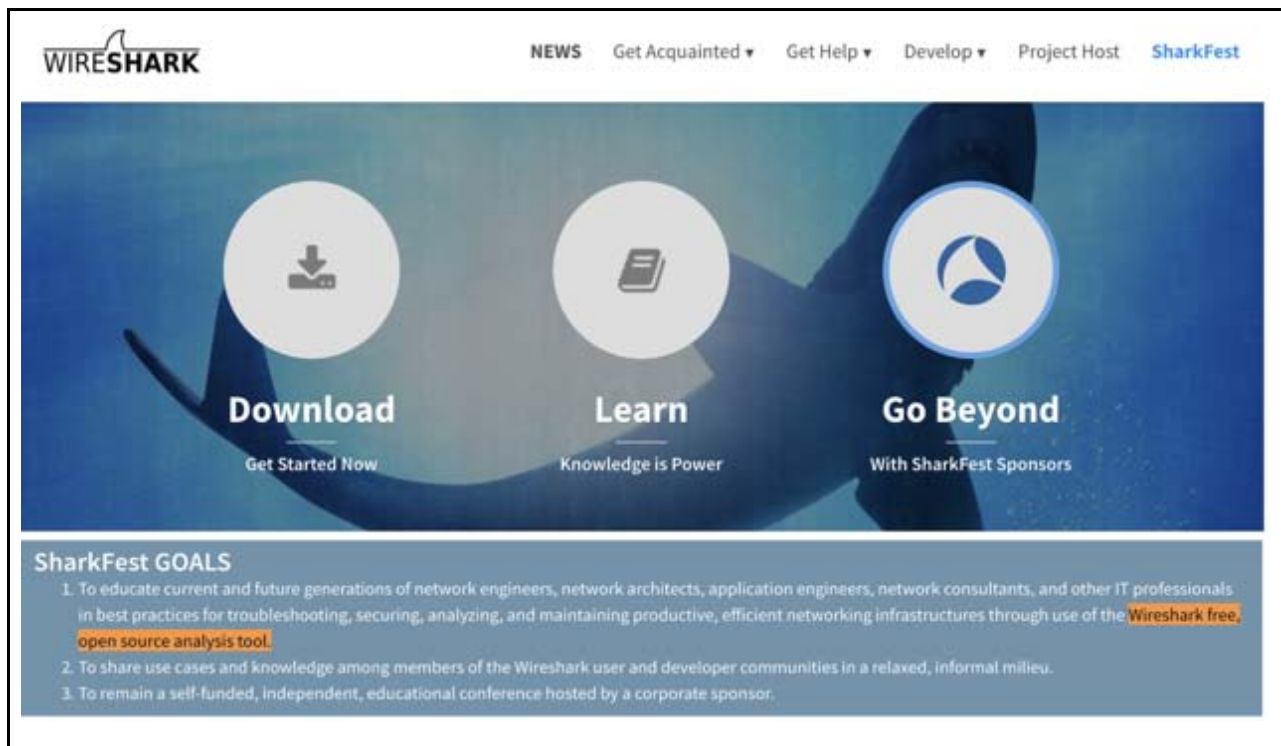 WIRESHARK
NEWS Get Acquainted ▾ Get Help ▾ Develop ▾ Project Host SharkFest
Download Learn Go Beyond
Get Started Now Knowledge is Power With SharkFest Sponsors
SharkFest GOALS
1. To educate current and future generations of network engineers, network architects, application engineers, network consultants, and other IT professionals
in best practices for troubleshooting, securing, analyzing, and maintaining productive, efficient networking infrastructures through use of the Wireshark free,
open source analysis tool.
2. To share use cases and knowledge among members of the Wireshark user and developer communities in a relaxed, informal milieu.
3. To remain a self-funded, independent, educational conference hosted by a corporate sponsor.